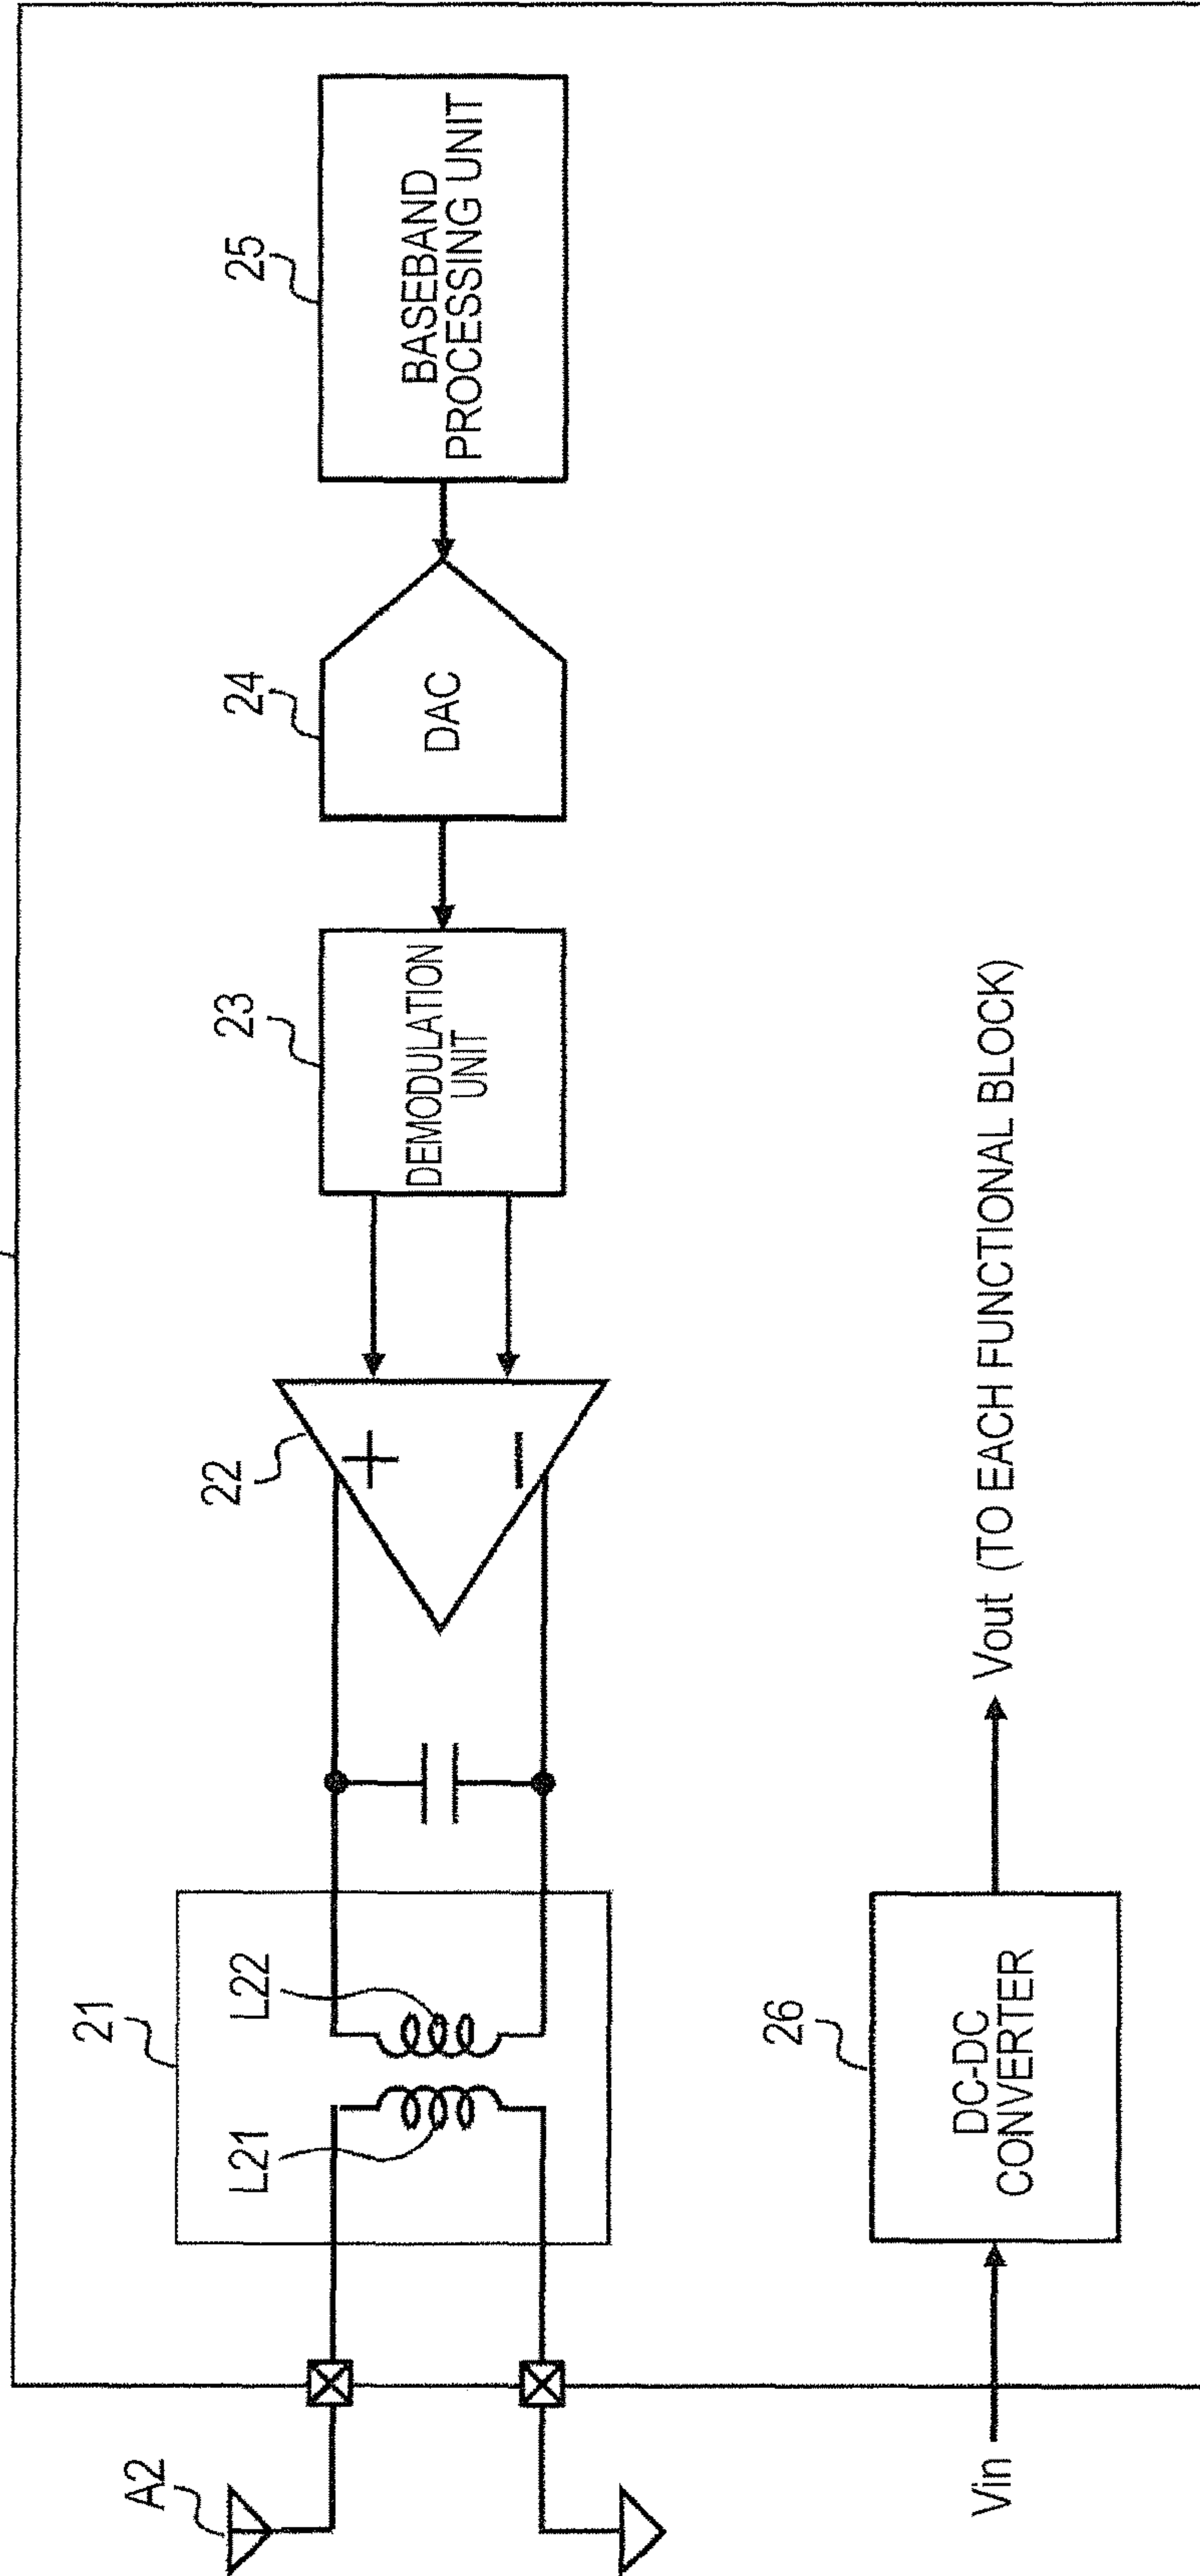 A2
21
L21
L22
22
+
−
23
DEMODULATION
UNIT
24
DAC
25
BASEBAND
PROCESSING UNIT
Vin
26
DC-DC
CONVERTER
Vout (TO EACH FUNCTIONAL BLOCK)